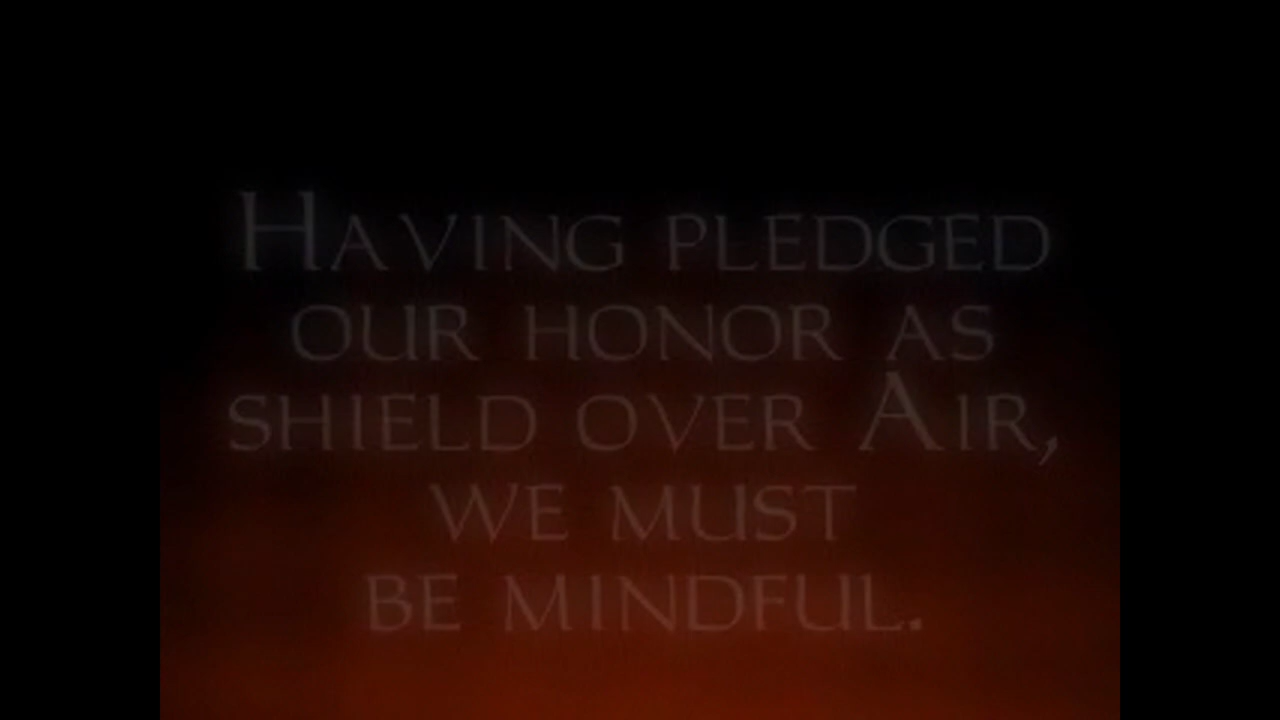 Having pledged
our honor as
shield over Air,
we must
be mindful.